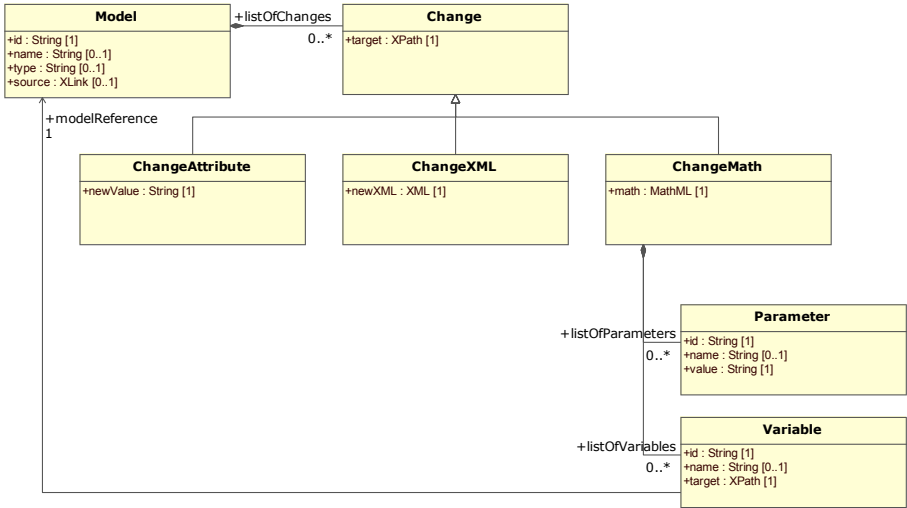 Model
+id : String [1]
+name : String [0..1]
+type : String [0..1]
+source : XLink [0..1]
+listOfChanges
0..*
Change
+target : XPath [1]
+modelReference
1
ChangeAttribute
+newValue : String [1]
ChangeXML
+newXML : XML [1]
ChangeMath
+math : MathML [1]
+listOfParameters
0..*
Parameter
+id : String [1]
+name : String [0..1]
+value : String [1]
+listOfVariables
0..*
Variable
+id : String [1]
+name : String [0..1]
+target : XPath [1]